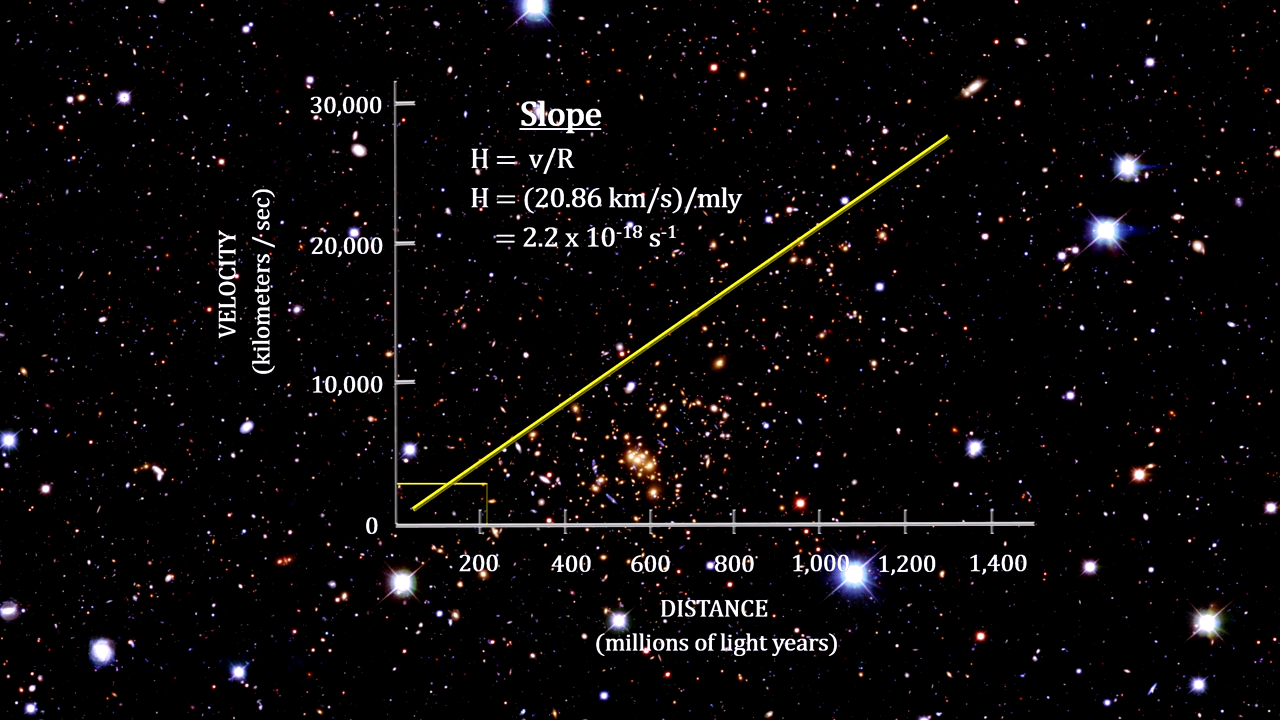 Slope
H = v/R
H = (20.86 km/s)/mly
= 2.2 x 10⁻¹⁸ s⁻¹
30,000
20,000
10,000
0
VELOCITY
(kilometers / sec)
200 400 600 800 1,000 1,200 1,400
DISTANCE
(millions of light years)